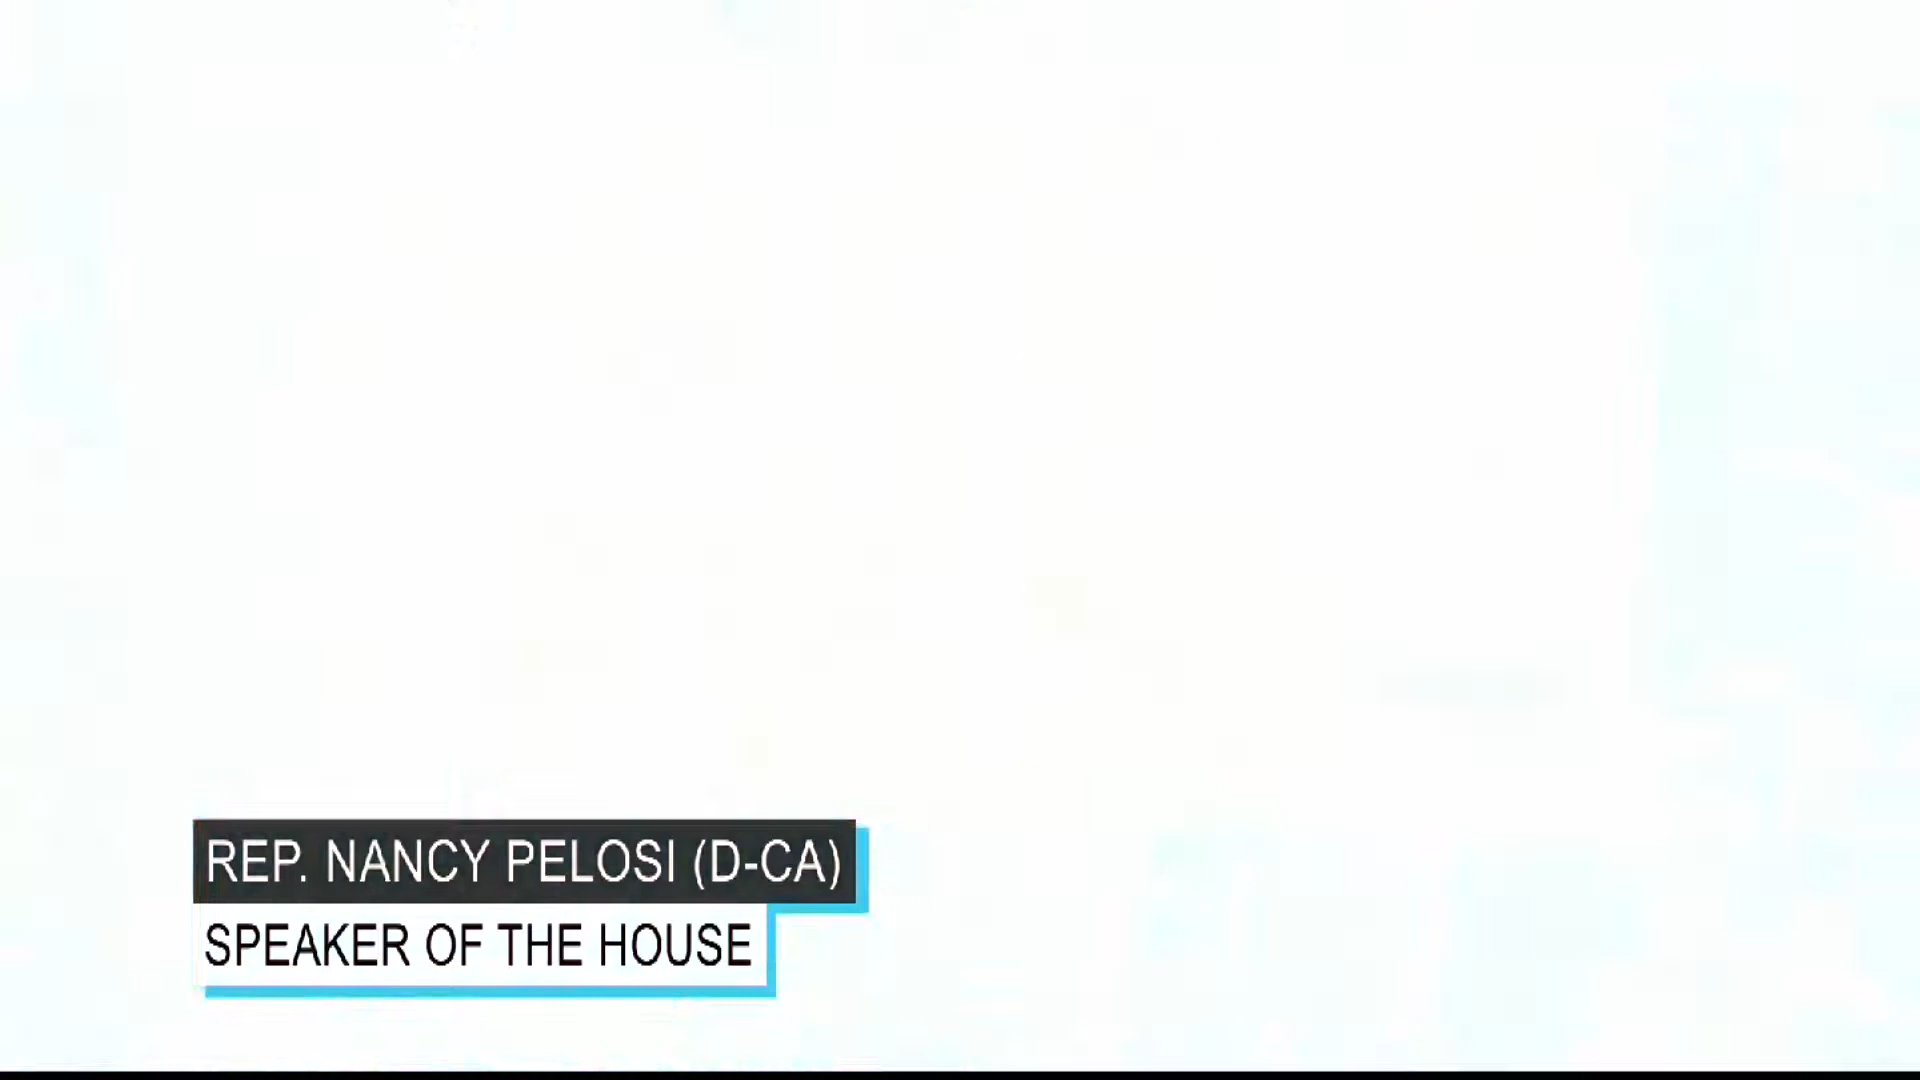 REP. NANCY PELOSI (D-CA)
SPEAKER OF THE HOUSE